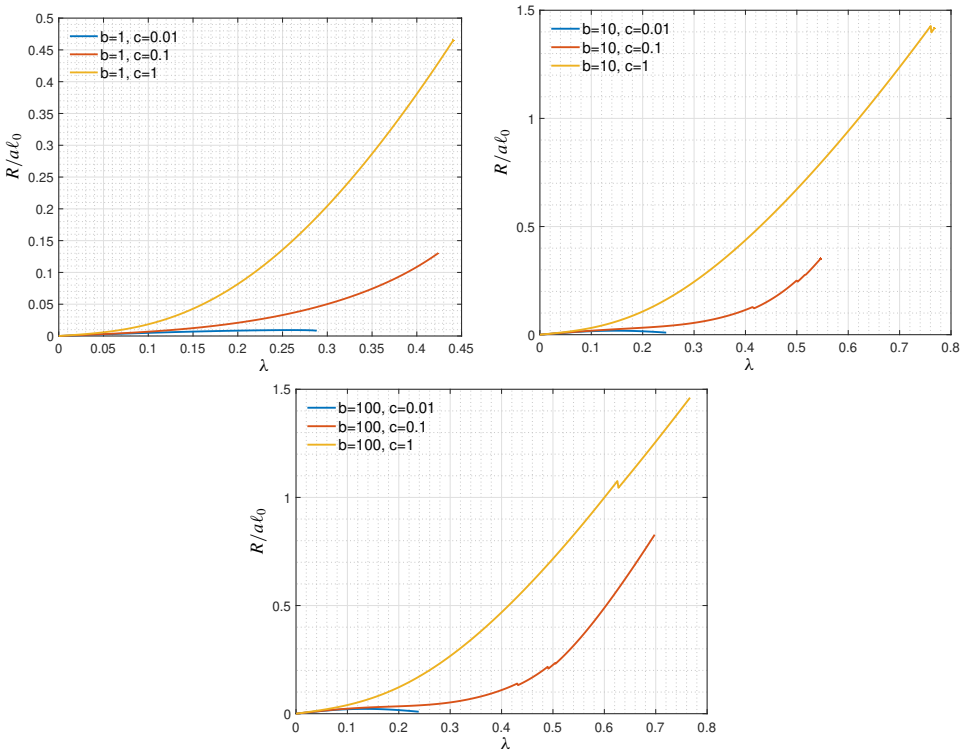 b=1, c=0.01
b=1, c=0.1
b=1, c=1
R/aℓ₀
0.5
0.45
0.4
0.35
0.3
0.25
0.2
0.15
0.1
0.05
0
0 0.05 0.1 0.15 0.2 0.25 0.3 0.35 0.4 0.45
λ
b=10, c=0.01
b=10, c=0.1
b=10, c=1
R/aℓ₀
1.5
1
0.5
0
0 0.1 0.2 0.3 0.4 0.5 0.6 0.7 0.8
λ
b=100, c=0.01
b=100, c=0.1
b=100, c=1
R/aℓ₀
1.5
1
0.5
0
0 0.1 0.2 0.3 0.4 0.5 0.6 0.7 0.8
λ